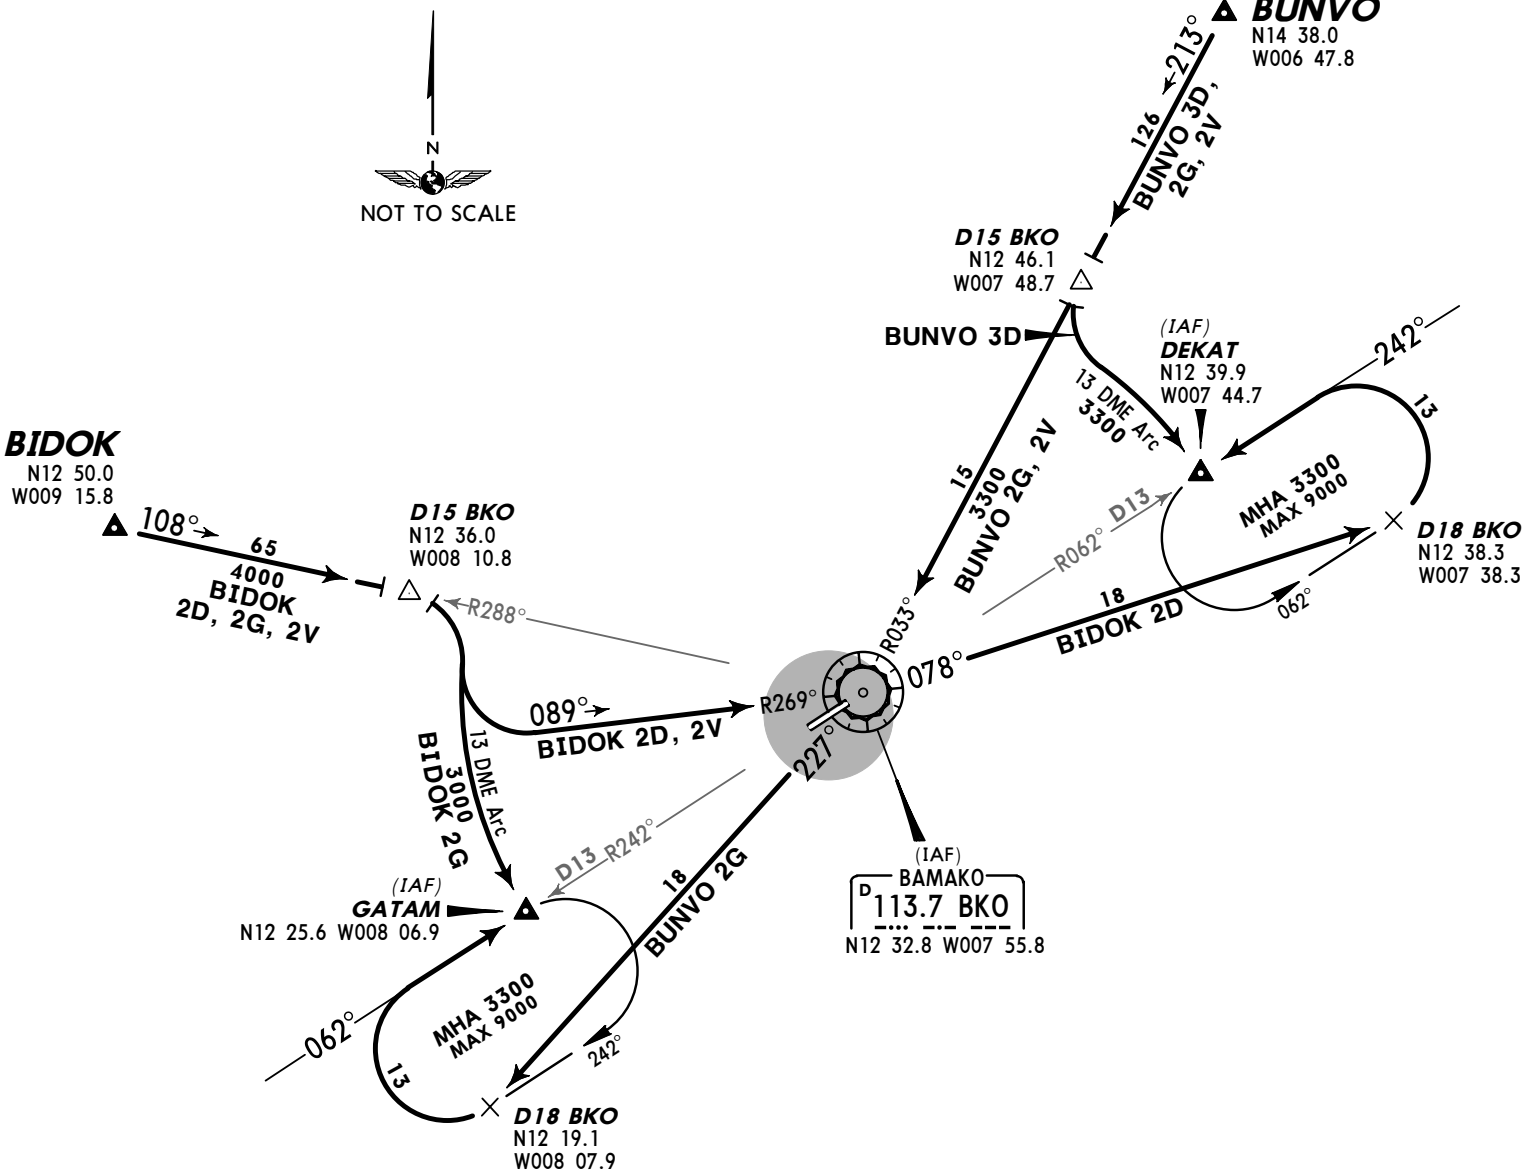 BUNVO
N14 38.0
W006 47.8
213°
126
BUNVO 3D,
2G, 2V
N
NOT TO SCALE
D15 BKO
N12 46.1
W007 48.7
BUNVO 3D
13 DME Arc
3300
(IAF)
DEKAT
N12 39.9
W007 44.7
242°
13
MHA 3300
MAX 9000
D18 BKO
N12 38.3
W007 38.3
062°
R062°
D13
15
3300
BUNVO 2G, 2V
R033°
BIDOK
N12 50.0
W009 15.8
108°
65
4000
BIDOK
2D, 2G, 2V
D15 BKO
N12 36.0
W008 10.8
R288°
089°
BIDOK 2D, 2V
R269°
078°
18
BIDOK 2D
227°
13 DME Arc
3000
BIDOK 2G
D13
R242°
18
BUNVO 2G
(IAF)
BAMAKO
D
113.7 BKO
N12 32.8 W007 55.8
(IAF)
GATAM
N12 25.6 W008 06.9
062°
13
MHA 3300
MAX 9000
242°
D18 BKO
N12 19.1
W008 07.9